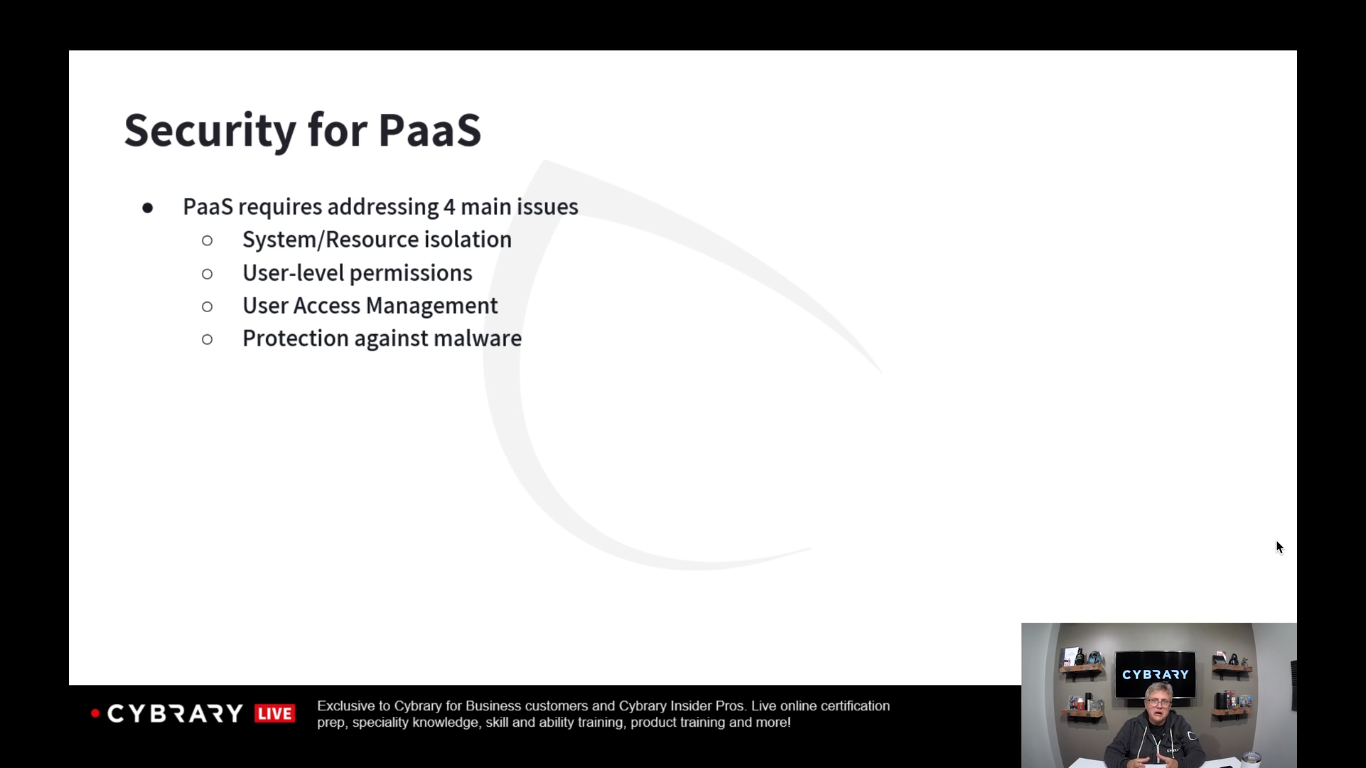 Security for PaaS
● PaaS requires addressing 4 main issues
○ System/Resource isolation
○ User-level permissions
○ User Access Management
○ Protection against malware
CYBRARY
CYBRARY LIVE
Exclusive to Cybrary for Business customers and Cybrary Insider Pros. Live online certification
prep, speciality knowledge, skill and ability training, product training and more!